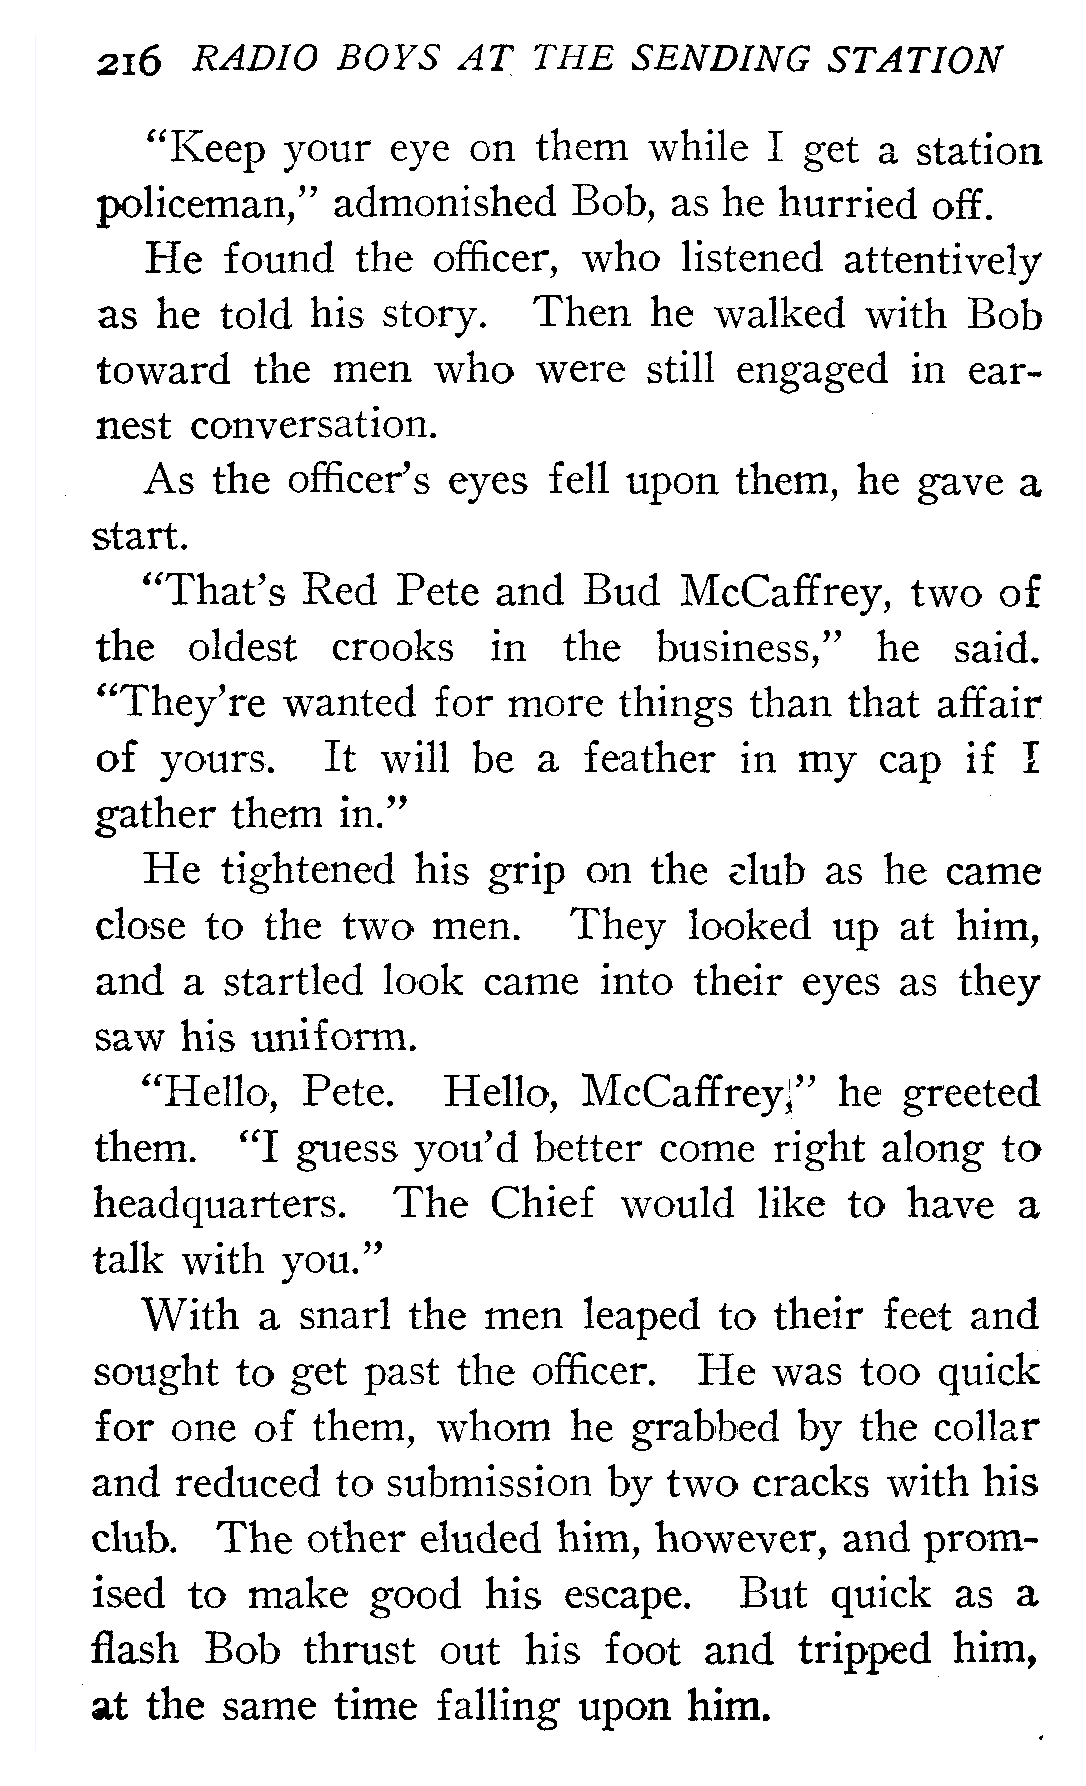 216 RADIO BOYS AT THE SENDING STATION
“Keep your eye on them while I get a station
policeman,” admonished Bob, as he hurried off.
He found the officer, who listened attentively
as he told his story. Then he walked with Bob
toward the men who were still engaged in ear-
nest conversation.
As the officer’s eyes fell upon them, he gave a
start.
“That’s Red Pete and Bud McCaffrey, two of
the oldest crooks in the business,” he said.
“They’re wanted for more things than that affair
of yours. It will be a feather in my cap if I
gather them in.”
He tightened his grip on the club as he came
close to the two men. They looked up at him,
and a startled look came into their eyes as they
saw his uniform.
“Hello, Pete. Hello, McCaffrey,” he greeted
them. “I guess you’d better come right along to
headquarters. The Chief would like to have a
talk with you.”
With a snarl the men leaped to their feet and
sought to get past the officer. He was too quick
for one of them, whom he grabbed by the collar
and reduced to submission by two cracks with his
club. The other eluded him, however, and prom-
ised to make good his escape. But quick as a
flash Bob thrust out his foot and tripped him,
at the same time falling upon him.